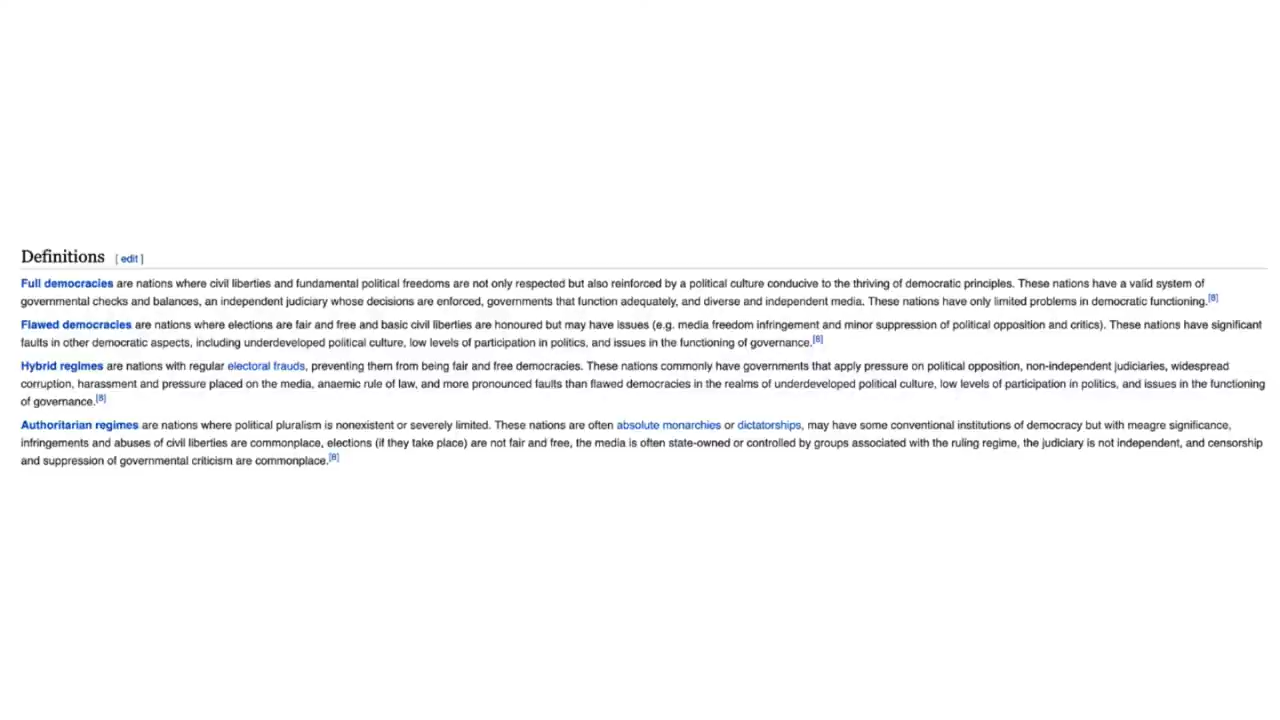 Definitions [ edit ]
Full democracies are nations where civil liberties and fundamental political freedoms are not only respected but also reinforced by a political culture conducive to the thriving of democratic principles. These nations have a valid system of
governmental checks and balances, an independent judiciary whose decisions are enforced, governments that function adequately, and diverse and independent media. These nations have only limited problems in democratic functioning.[8]
Flawed democracies are nations where elections are fair and free and basic civil liberties are honoured but may have issues (e.g. media freedom infringement and minor suppression of political opposition and critics). These nations have significant
faults in other democratic aspects, including underdeveloped political culture, low levels of participation in politics, and issues in the functioning of governance.[8]
Hybrid regimes are nations with regular electoral frauds, preventing them from being fair and free democracies. These nations commonly have governments that apply pressure on political opposition, non-independent judiciaries, widespread
corruption, harassment and pressure placed on the media, anaemic rule of law, and more pronounced faults than flawed democracies in the realms of underdeveloped political culture, low levels of participation in politics, and issues in the functioning
of governance.[8]
Authoritarian regimes are nations where political pluralism is nonexistent or severely limited. These nations are often absolute monarchies or dictatorships, may have some conventional institutions of democracy but with meagre significance,
infringements and abuses of civil liberties are commonplace, elections (if they take place) are not fair and free, the media is often state-owned or controlled by groups associated with the ruling regime, the judiciary is not independent, and censorship
and suppression of governmental criticism are commonplace.[8]